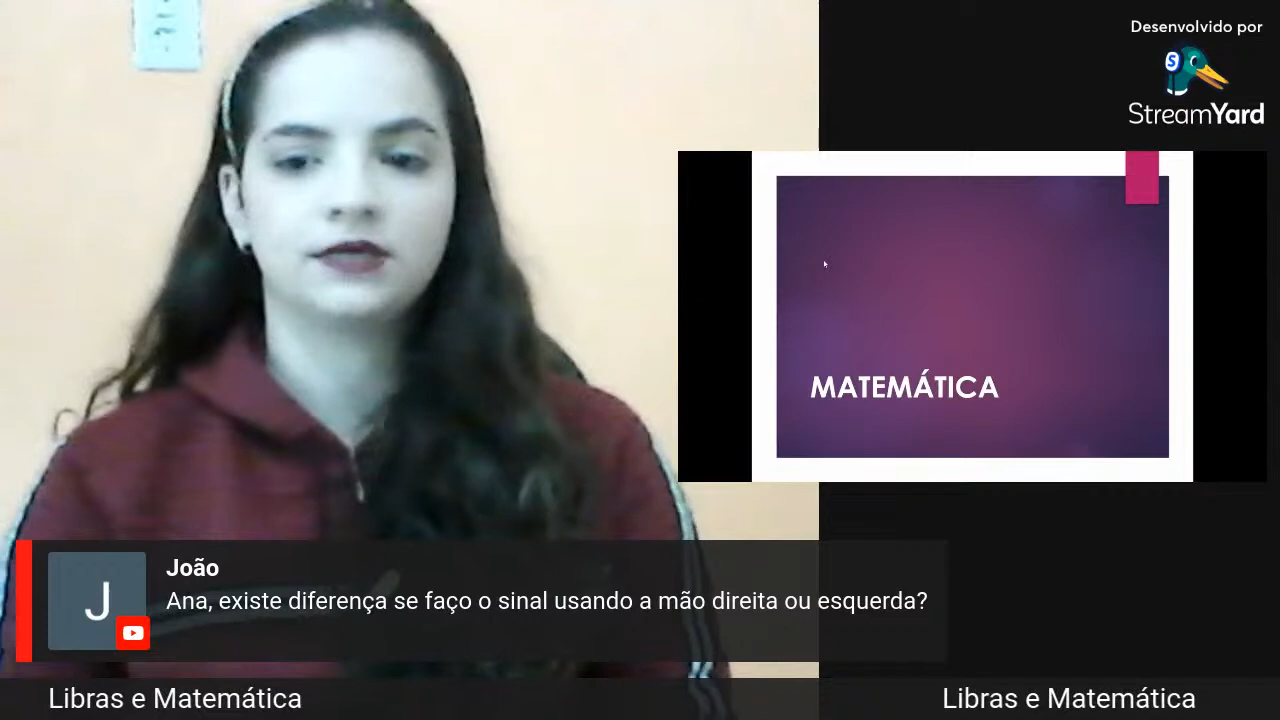 Desenvolvido por
StreamYard
MATEMÁTICA
J
João
Ana, existe diferença se faço o sinal usando a mão direita ou esquerda?
Libras e Matemática
Libras e Matemática